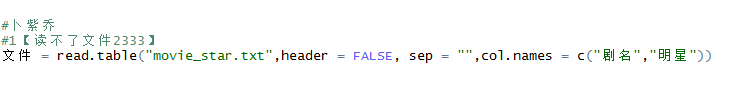 #卜紫乔
#1【读不了文件2333】
文件 = read.table("movie_star.txt",header = FALSE, sep = "",col.names = c("剧名","明星"))